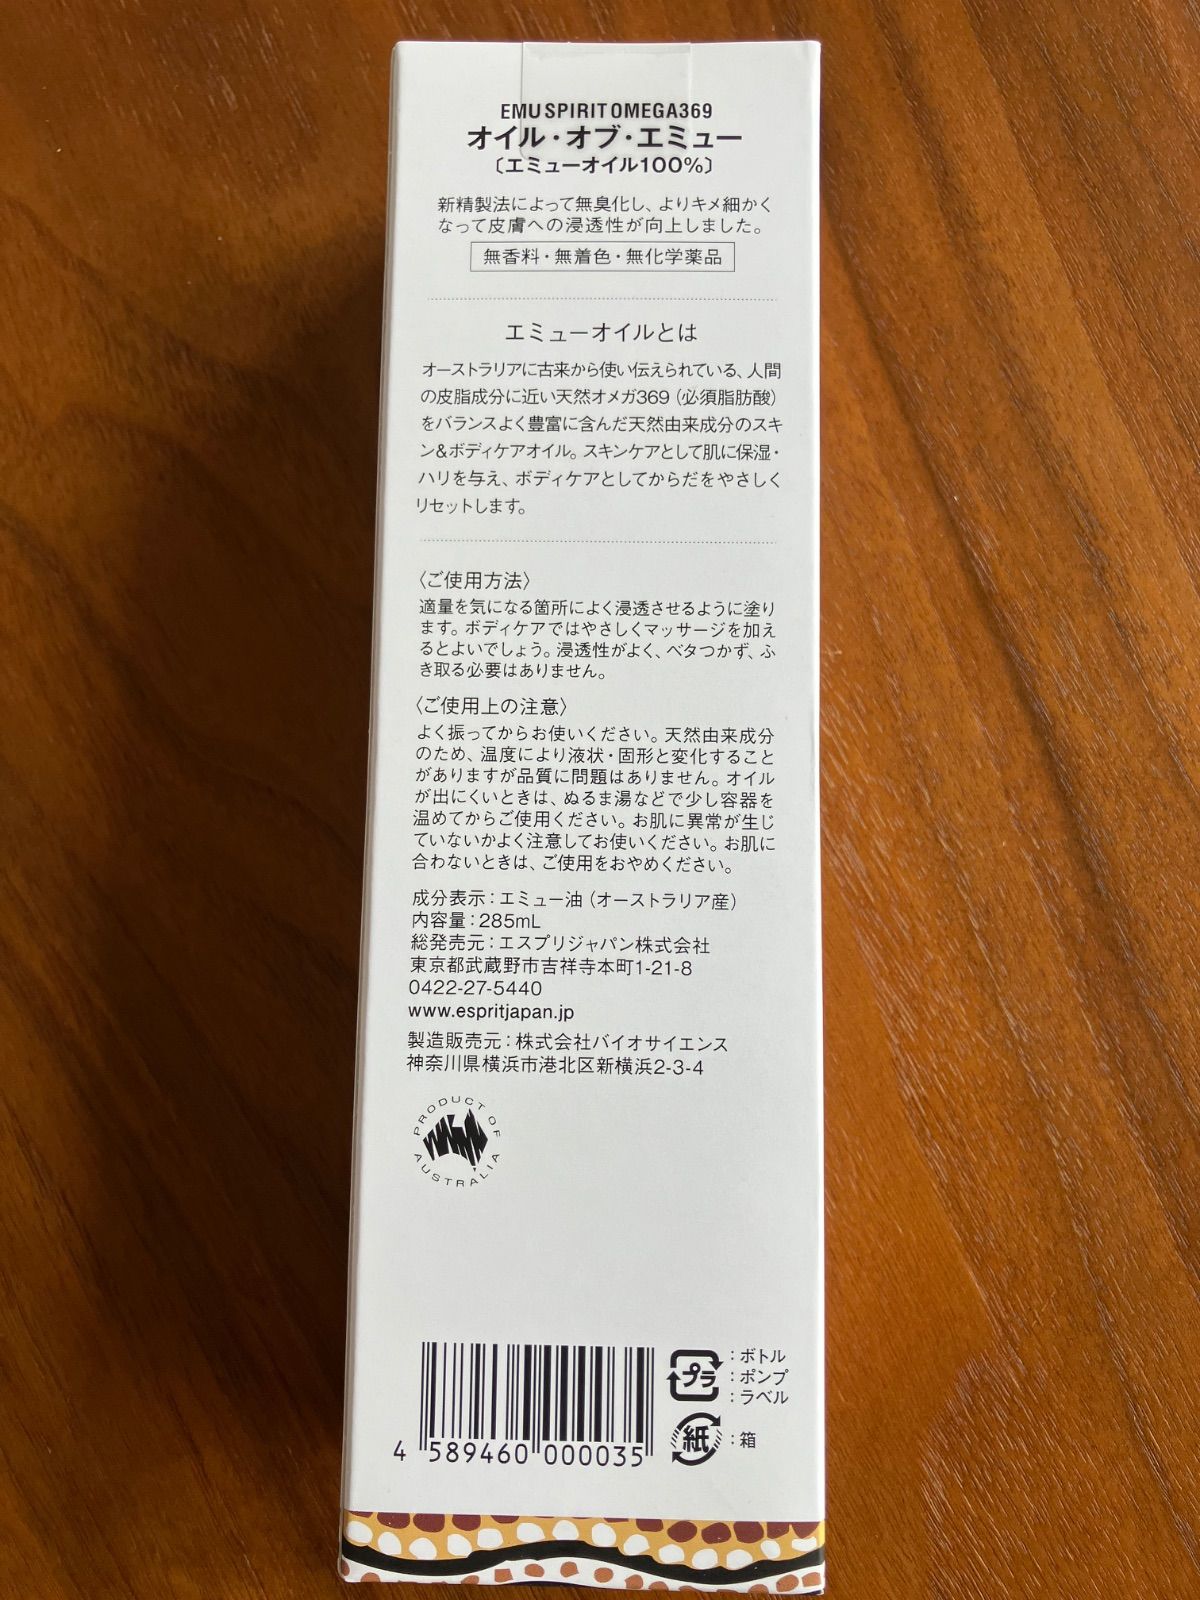 EMU SPIRIT OMEGA369
オイル・オブ・エミュー
〔エミューオイル100%〕
新精製法によって無臭化し、よりキメ細かく
なって皮膚への浸透性が向上しました。
無香料・無着色・無化学薬品
エミューオイルとは
オーストラリアに古来から使い伝えられている、人間
の皮脂成分に近い天然オメガ369（必須脂肪酸）
をバランスよく豊富に含んだ天然由来成分のスキ
ン&ボディケアオイル。スキンケアとして肌に保湿・
ハリを与え、ボディケアとしてからだをやさしく
リセットします。
〈ご使用方法〉
適量を気になる箇所によく浸透させるように塗り
ます。ボディケアではやさしくマッサージを加え
るとよいでしょう。浸透性がよく、ベタつかず、ふ
き取る必要はありません。
〈ご使用上の注意〉
よく振ってからお使いください。天然由来成分
のため、温度により液状・固形と変化すること
がありますが品質に問題はありません。オイル
が出にくいときは、ぬるま湯などで少し容器を
温めてからご使用ください。お肌に異常が生じ
ていないかよく注意してお使いください。お肌に
合わないときは、ご使用をおやめください。
成分表示：エミュー油（オーストラリア産）
内容量：285mL
総発売元：エスプリジャパン株式会社
東京都武蔵野市吉祥寺本町1-21-8
0422-27-5440
www.espritjapan.jp
製造販売元：株式会社バイオサイエンス
神奈川県横浜市港北区新横浜2-3-4
PRODUCT OF
AUSTRALIA
プラ：ボトル
：ポンプ
：ラベル
紙：箱
4 589460 000035